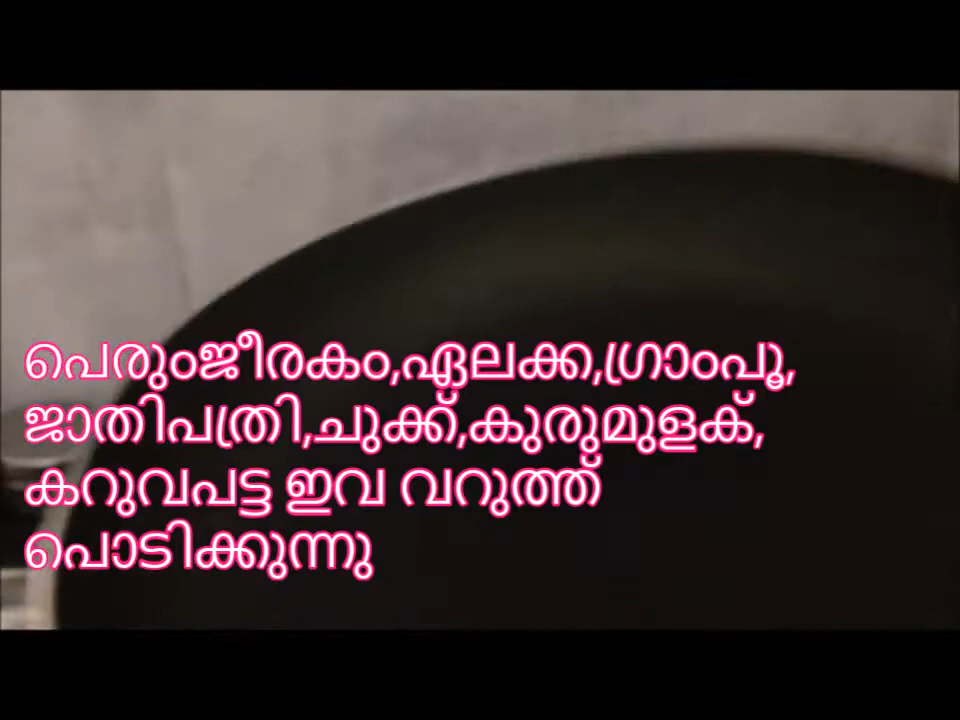 പെരുംജീരകം,ഏലക്ക,ഗ്രാംപൂ,
ജാതിപത്രി,ചുക്ക്,കുരുമുളക്,
കറുവപട്ട ഇവ വറുത്ത്
പൊടിക്കുന്നു